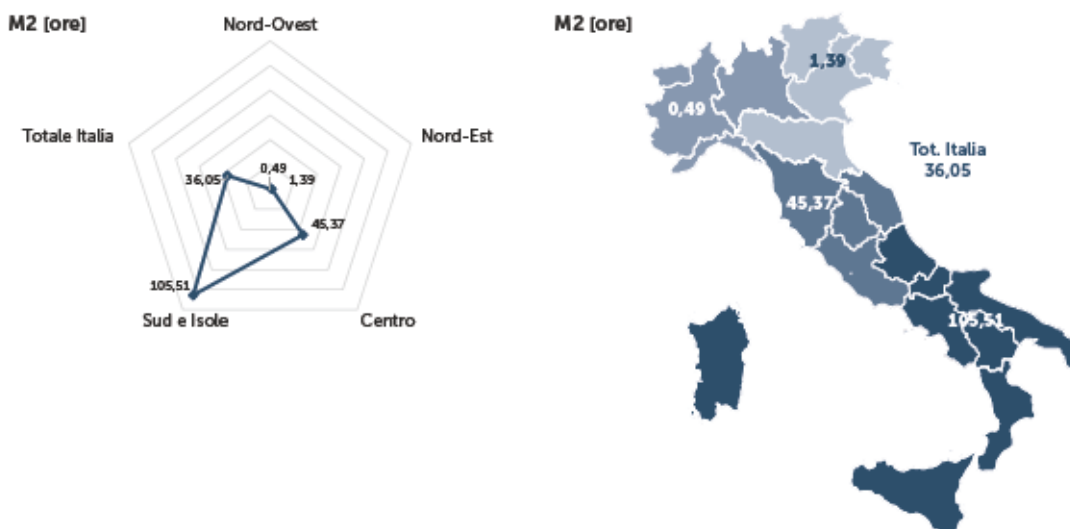 M2 [ore]
Nord-Ovest
Totale Italia
Nord-Est
0,49
1,39
36,05
45,37
105,51
Sud e Isole
Centro
M2 [ore]
1,39
0,49
Tot. Italia
36,05
45,37
105,51